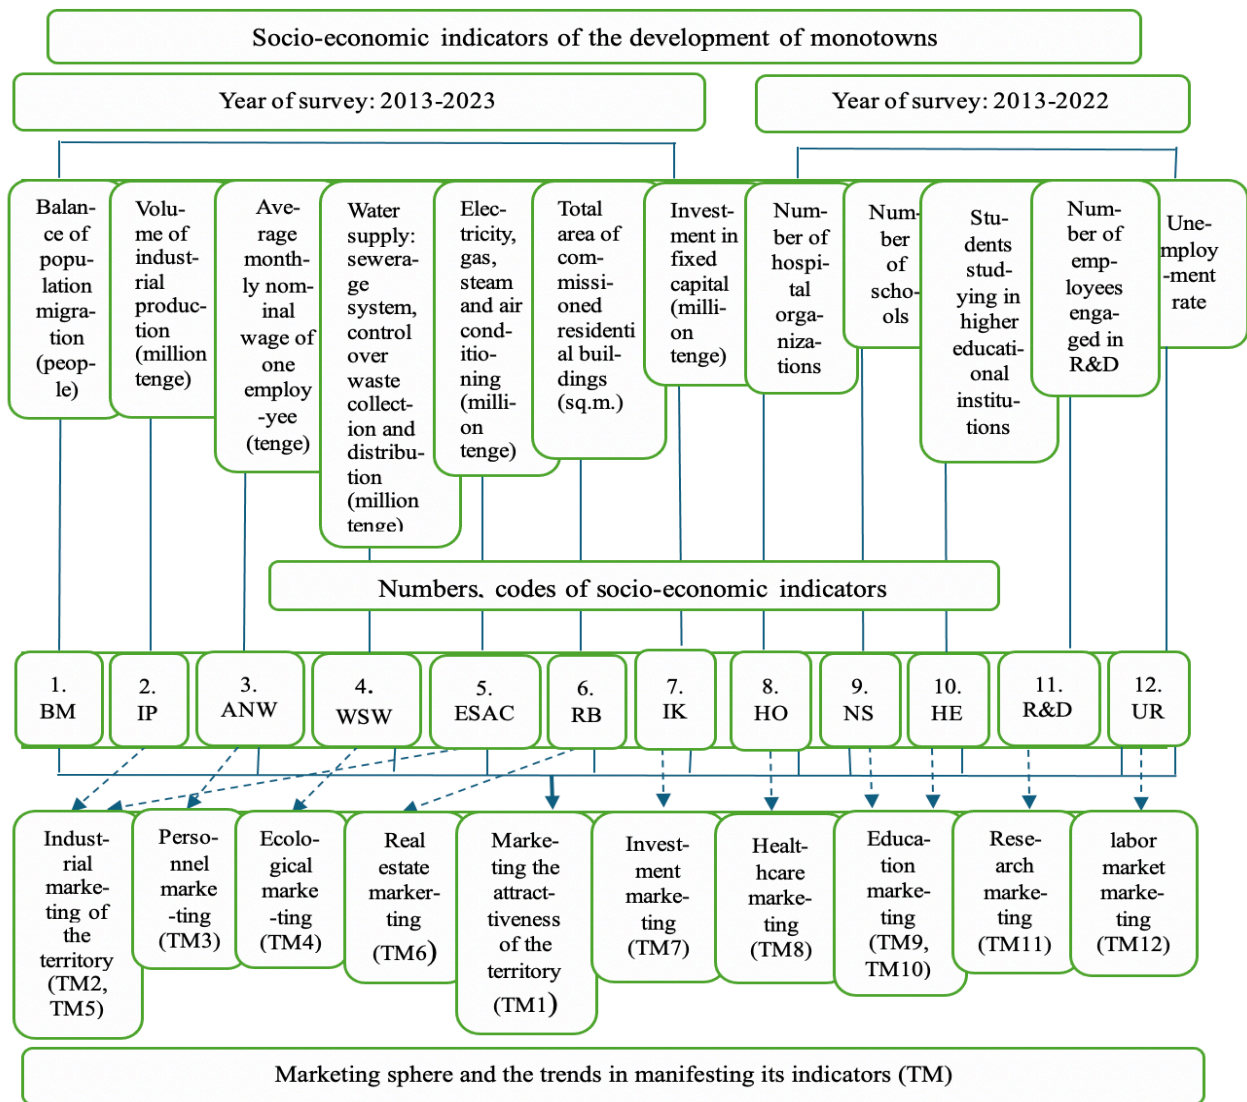 Socio-economic indicators of the development of monotowns
Year of survey: 2013-2023
Year of survey: 2013-2022
Balan-
ce of
popu-
lation
migra-
tion
(peop-
le)
Volu-
me of
indust-
rial
produc-
tion
(million
tenge)
Ave-
rage
month-
ly nom-
inal
wage of
one
employ
-yee
(tenge)
Water
supply:
sewera-
ge
system,
control
over
waste
collect-
ion and
distribu-
tion
(million
tenge)
Elec-
tricity,
gas,
steam
and air
cond-
itio-
ning
(milli-
on
tenge)
Total
area of
com-
missi-
oned
residenti
al buil-
dings
(sq.m.)
Invest-
ment in
fixed
capital
(milli-
on
tenge)
Num-
ber of
hospi-
tal
orga-
niza-
tions
Num-
ber
of
scho-
ols
Stu-
dents
stud-
ying in
higher
educati-
onal
institu-
tions
Num-
ber of
emp-
loyees
enga-
ged in
R&D
Une-
mploy
-ment
rate
Numbers, codes of socio-economic indicators
1.
BM
2.
IP
3.
ANW
4.
WSW
5.
ESAC
6.
RB
7.
IK
8.
HO
9.
NS
10.
HE
11.
R&D
12.
UR
Indust-
rial
marke-
ting of
the
territory
(TM2,
TM5)
Perso-
nnel
marke
-ting
(TM3)
Ecolo-
gical
marke
-ting
(TM4)
Real
estate
marker-
ting
(TM6)
Marke-
ting the
attract-
tiveness
of the
territory
(TM1)
Invest-
ment
marke-
ting
(TM7)
Healt-
hcare
marke-
ting
(TM8)
Educa-
tion
marke-
ting
(TM9,
TM10)
Rese-
arch
marke-
ting
(TM11)
labor
market
marke-
ting
(TM12)
Marketing sphere and the trends in manifesting its indicators (TM)